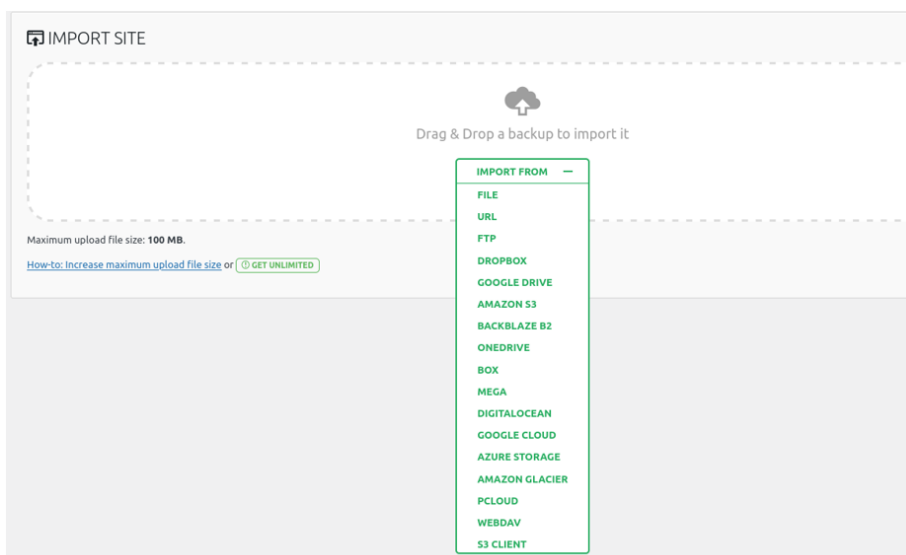 IMPORT SITE
Drag & Drop a backup to import it
IMPORT FROM
FILE
URL
FTP
DROPBOX
GOOGLE DRIVE
AMAZON S3
BACKBLAZE B2
ONEDRIVE
BOX
MEGA
DIGITALOCEAN
GOOGLE CLOUD
AZURE STORAGE
AMAZON GLACIER
PCLOUD
WEBDAV
S3 CLIENT
Maximum upload file size: 100 MB.
How-to: Increase maximum upload file size or GET UNLIMITED